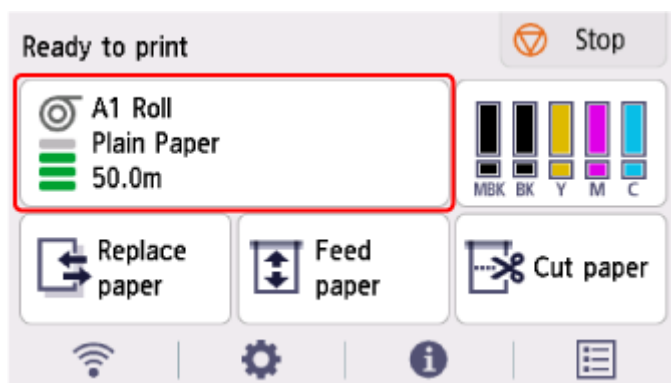 Ready to print
Stop
A1 Roll
Plain Paper
50.0m
MBK BK Y M C
Replace
paper
Feed
paper
Cut paper